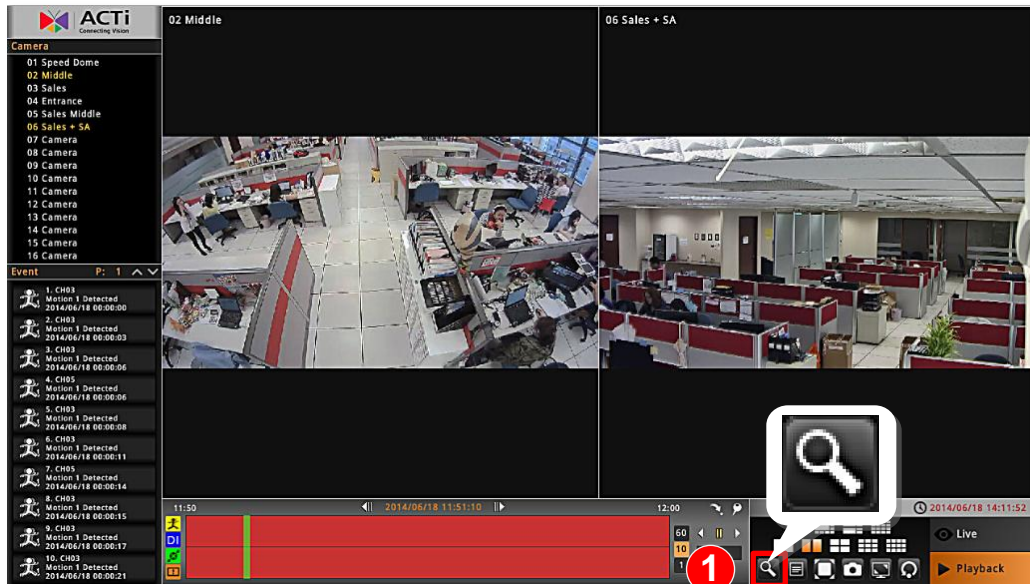 ACTi
Connecting Vision
Camera
01 Speed Dome
02 Middle
03 Sales
04 Entrance
05 Sales Middle
06 Sales + SA
07 Camera
08 Camera
09 Camera
10 Camera
11 Camera
12 Camera
13 Camera
14 Camera
15 Camera
16 Camera
Event P: 1
1. CH03
Motion 1 Detected
2014/06/18 00:00:00
2. CH03
Motion 1 Detected
2014/06/18 00:00:03
3. CH03
Motion 1 Detected
2014/06/18 00:00:06
4. CH05
Motion 1 Detected
2014/06/18 00:00:06
5. CH03
Motion 1 Detected
2014/06/18 00:00:08
6. CH03
Motion 1 Detected
2014/06/18 00:00:11
7. CH05
Motion 1 Detected
2014/06/18 00:00:14
8. CH03
Motion 1 Detected
2014/06/18 00:00:15
9. CH03
Motion 1 Detected
2014/06/18 00:00:17
10. CH03
Motion 1 Detected
2014/06/18 00:00:21
02 Middle
06 Sales + SA
11:50
2014/06/18 11:51:10
12:00
DI
60
10
1
1
2014/06/18 14:11:52
Live
Playback